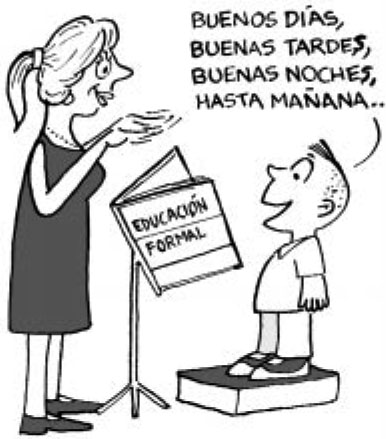 BUENOS DÍAS,
BUENAS TARDES,
BUENAS NOCHES,
HASTA MAÑANA...
EDUCACIÓN
FORMAL